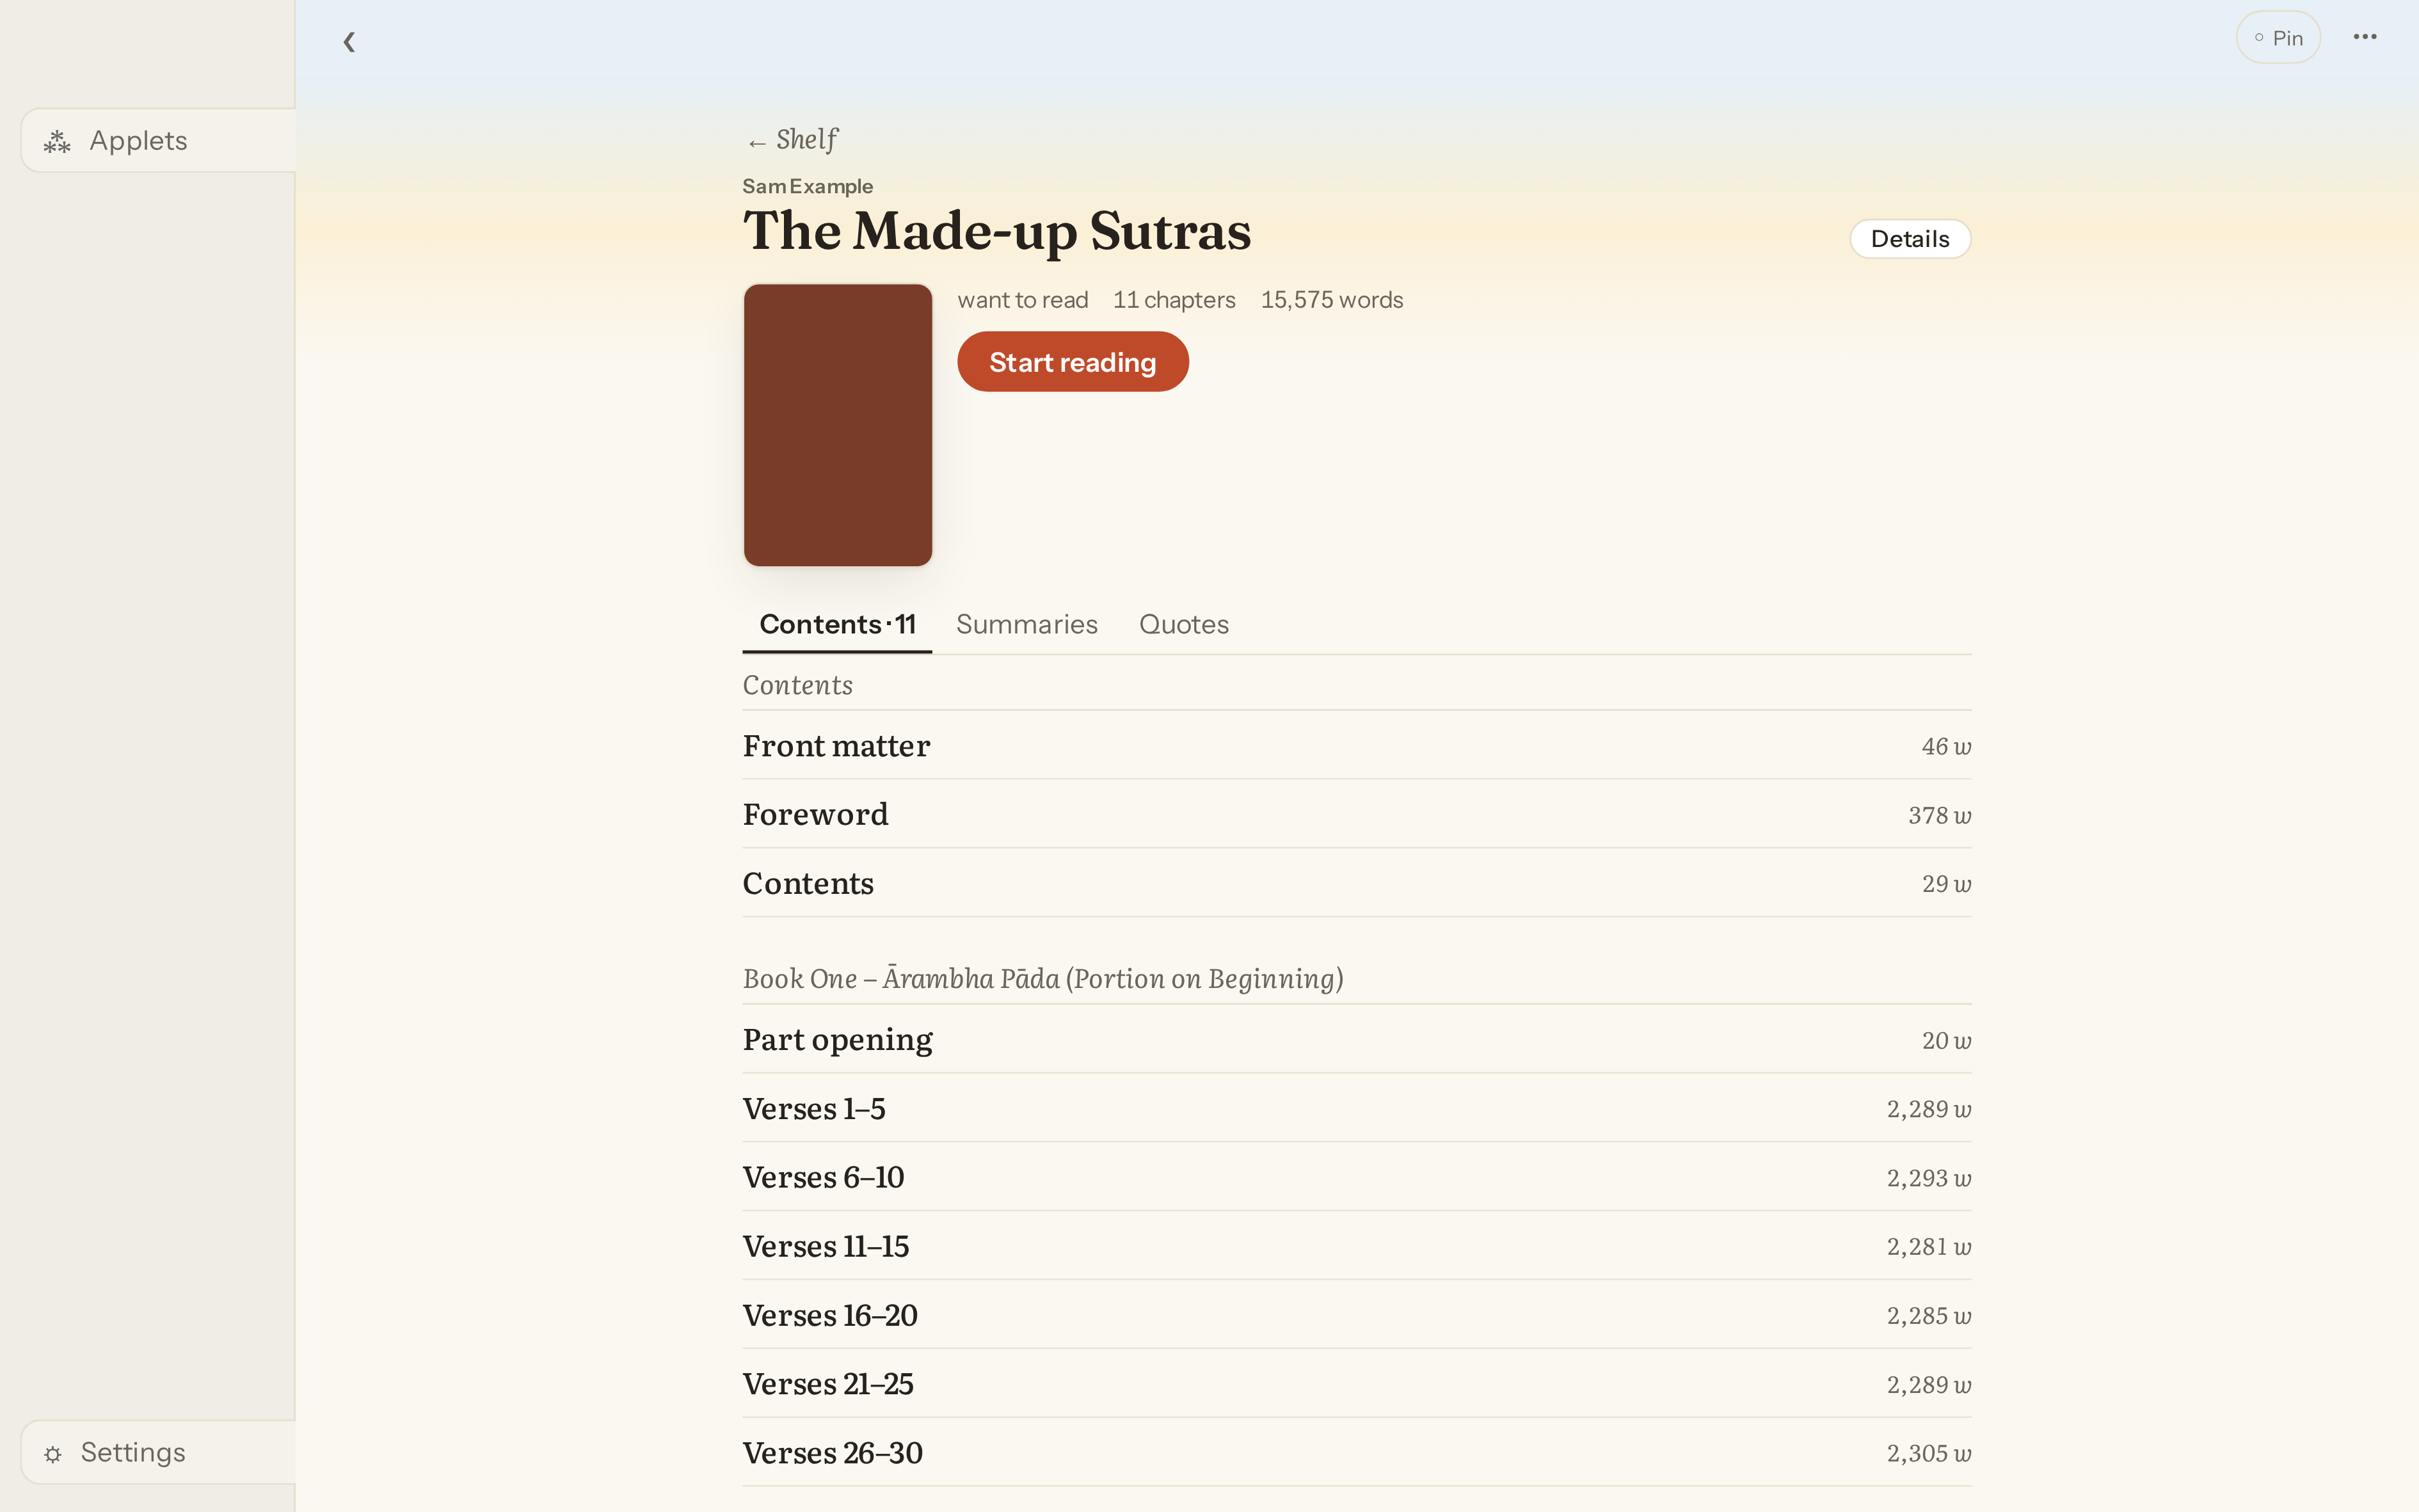 Pin
Applets
← Shelf
Sam Example
The Made-up Sutras
Details
want to read 11 chapters 15,575 words
Start reading
Contents · 11 Summaries Quotes
Contents
Front matter 46 w
Foreword 378 w
Contents 29 w
Book One – Ārambha Pāda (Portion on Beginning)
Part opening 20 w
Verses 1–5 2,289 w
Verses 6–10 2,293 w
Verses 11–15 2,281 w
Verses 16–20 2,285 w
Verses 21–25 2,289 w
Verses 26–30 2,305 w
Settings